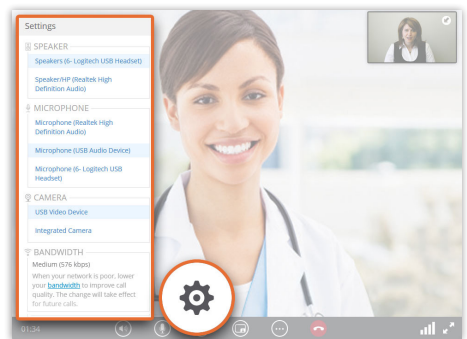 Settings
SPEAKER
Speakers (6- Logitech USB Headset)
Speaker/HP (Realtek High
Definition Audio)
MICROPHONE
Microphone (Realtek High
Definition Audio)
Microphone (USB Audio Device)
Microphone (6- Logitech USB
Headset)
CAMERA
USB Video Device
Integrated Camera
BANDWIDTH
Medium (576 kbps)
When your network is poor, lower
your bandwidth to improve call
quality. The change will take effect
for future calls.
01:34